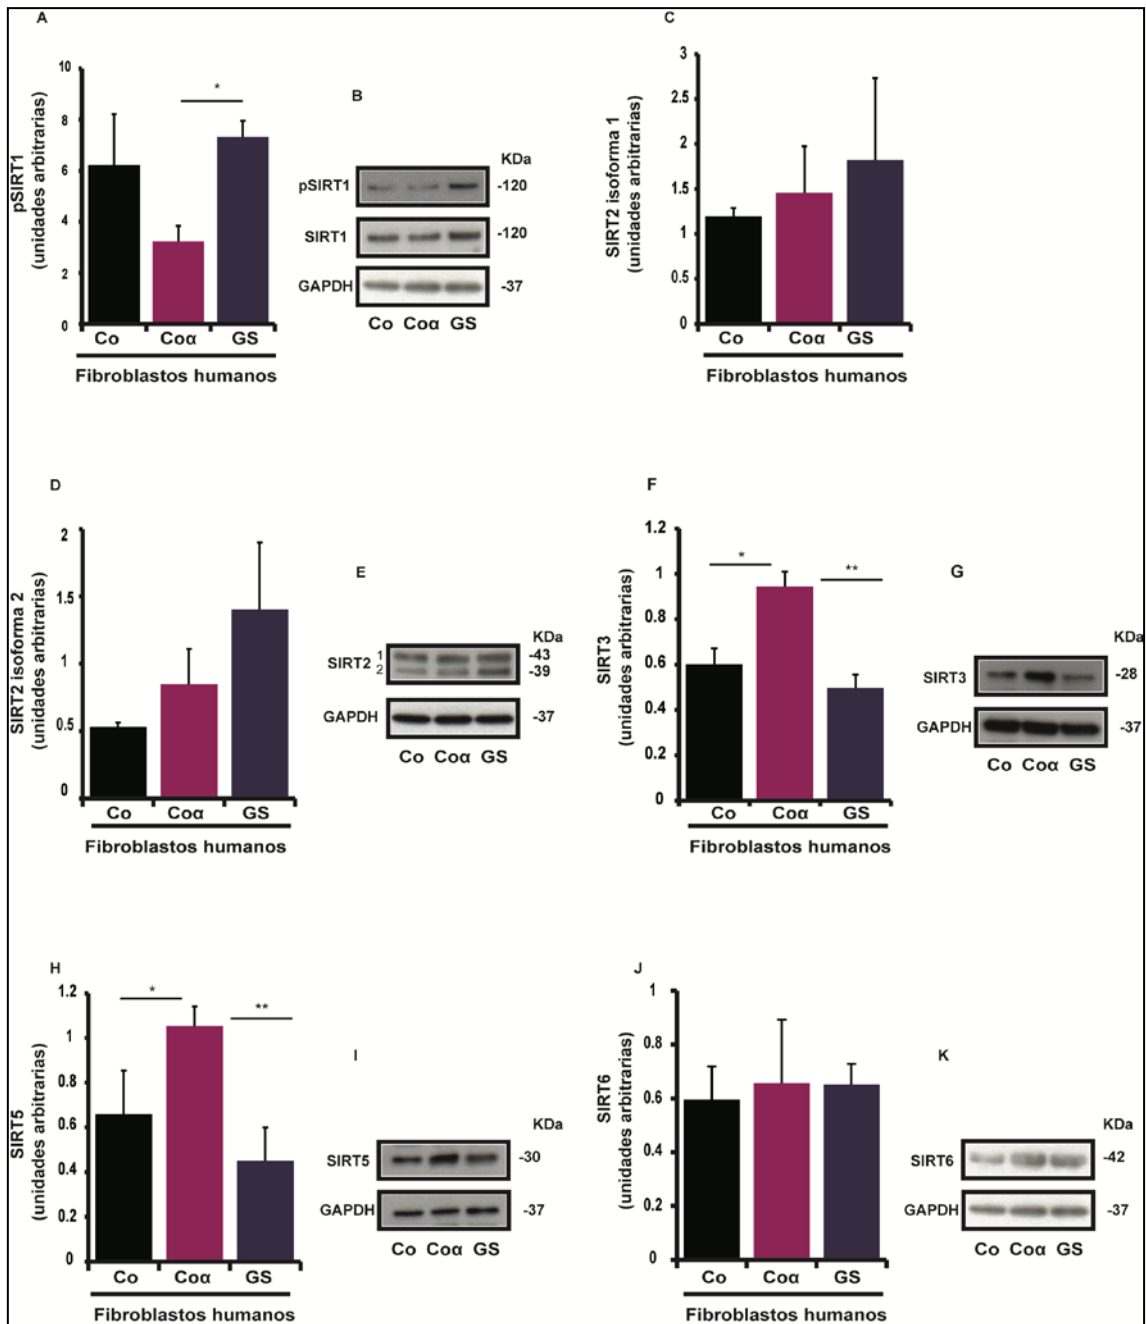 A
pSIRT1
(unidades arbitrarias)
10
8
6
4
2
0
*
Co Coα GS
Fibroblastos humanos
B
KDa
pSIRT1 -120
SIRT1 -120
GAPDH -37
Co Coα GS
C
SIRT2 isoforma 1
(unidades arbitrarias)
3
2.5
2
1.5
1
0.5
0
Co Coα GS
Fibroblastos humanos
D
SIRT2 isoforma 2
(unidades arbitrarias)
2
1.5
1
0.5
0
Co Coα GS
Fibroblastos humanos
E
KDa
SIRT2 1 -43
2 -39
GAPDH -37
Co Coα GS
F
SIRT3
(unidades arbitrarias)
1.2
1
0.8
0.6
0.4
0.2
0
* **
Co Coα GS
Fibroblastos humanos
G
KDa
SIRT3 -28
GAPDH -37
Co Coα GS
H
SIRT5
(unidades arbitrarias)
1.2
1
0.8
0.6
0.4
0.2
0
* **
Co Coα GS
Fibroblastos humanos
I
KDa
SIRT5 -30
GAPDH -37
Co Coα GS
J
SIRT6
(unidades arbitrarias)
1
0.8
0.6
0.4
0.2
0
Co Coα GS
Fibroblastos humanos
K
KDa
SIRT6 -42
GAPDH -37
Co Coα GS